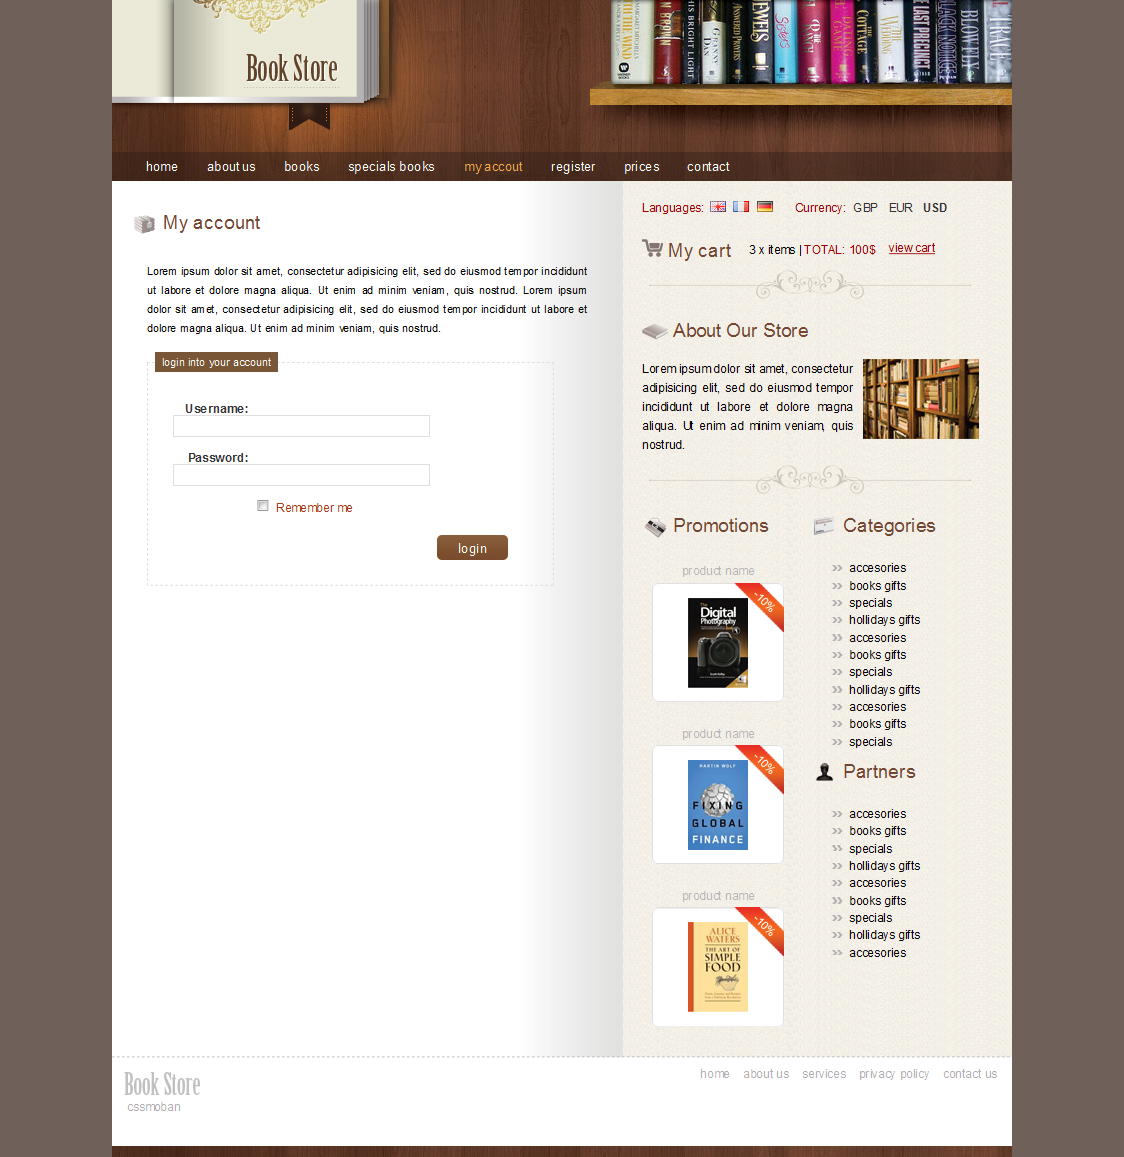 Book Store
home about us books specials books my accout register prices contact
My account
Lorem ipsum dolor sit amet, consectetur adipisicing elit, sed do eiusmod tempor incididunt
ut labore et dolore magna aliqua. Ut enim ad minim veniam, quis nostrud. Lorem ipsum
dolor sit amet, consectetur adipisicing elit, sed do eiusmod tempor incididunt ut labore et
dolore magna aliqua. Ut enim ad minim veniam, quis nostrud.
login into your account
Username:
Password:
Remember me
login
Languages: Currency: GBP EUR USD
My cart 3 x items | TOTAL: 100$ view cart
About Our Store
Lorem ipsum dolor sit amet, consectetur
adipisicing elit, sed do eiusmod tempor
incididunt ut labore et dolore magna
aliqua. Ut enim ad minim veniam, quis
nostrud.
Promotions
product name
-10%
The
Digital
Photography
Scott Kelby
product name
-10%
MARTIN WOLF
FIXING
GLOBAL
FINANCE
product name
-10%
ALICE
WATERS
THE ART OF
SIMPLE
FOOD
Categories
accesories
books gifts
specials
hollidays gifts
accesories
books gifts
specials
hollidays gifts
accesories
books gifts
specials
Partners
accesories
books gifts
specials
hollidays gifts
accesories
books gifts
specials
hollidays gifts
accesories
Book Store
cssmoban
home about us services privacy policy contact us